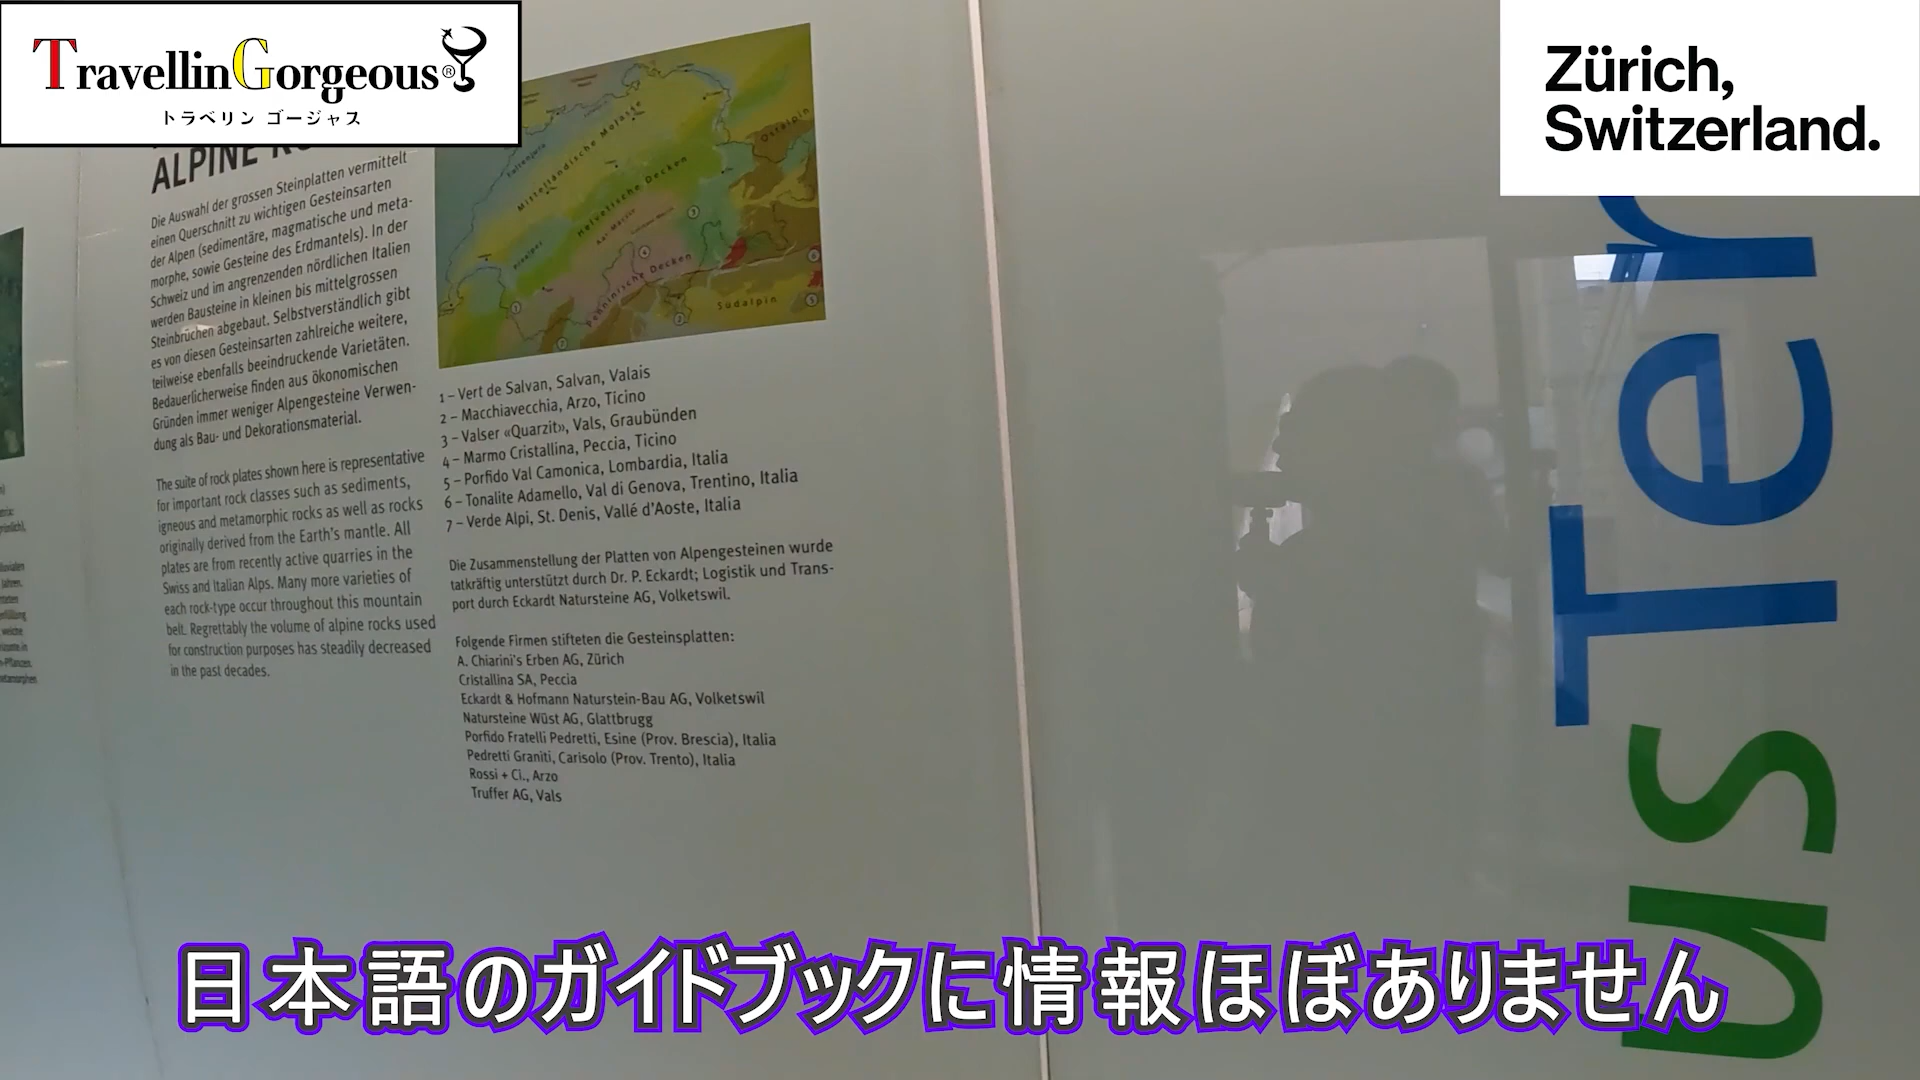 TravellinGorgeous®
トラベリン ゴージャス
Zürich,
Switzerland.
ALPINE
Die Auswahl der grossen Steinplatten vermittelt
einen Querschnitt zu wichtigen Gesteinsarten
der Alpen (sedimentäre, magmatische und meta-
morphe, sowie Gesteine des Erdmantels). In der
Schweiz und im angrenzenden nördlichen Italien
werden Bausteine in kleinen bis mittelgrossen
Steinbrüchen abgebaut. Selbstverständlich gibt
es von diesen Gesteinsarten zahlreiche weitere,
teilweise ebenfalls beeindruckende Varietäten.
Bedauerlicherweise finden aus ökonomischen
Gründen immer weniger Alpengesteine Verwen-
dung als Bau- und Dekorationsmaterial.
The suite of rock plates shown here is representative
for important rock classes such as sediments,
igneous and metamorphic rocks as well as rocks
originally derived from the Earth's mantle. All
plates are from recently active quarries in the
Swiss and Italian Alps. Many more varieties of
each rock-type occur throughout this mountain
belt. Regrettably the volume of alpine rocks used
for construction purposes has steadily decreased
in the past decades.
Faltenjura
Mittelländische Molasse
Helvetische Decken
Penninische Decken
Ostalpin
Südalpin
1 – Vert de Salvan, Salvan, Valais
2 – Macchiavecchia, Arzo, Ticino
3 – Valser «Quarzit», Vals, Graubünden
4 – Marmo Cristallina, Peccia, Ticino
5 – Porfido Val Camonica, Lombardia, Italia
6 – Tonalite Adamello, Val di Genova, Trentino, Italia
7 – Verde Alpi, St. Denis, Vallé d'Aoste, Italia
Die Zusammenstellung der Platten von Alpengesteinen wurde
tatkräftig unterstützt durch Dr. P. Eckardt; Logistik und Trans-
port durch Eckardt Natursteine AG, Volketswil.
Folgende Firmen stifteten die Gesteinsplatten:
A. Chiarini's Erben AG, Zürich
Cristallina SA, Peccia
Eckardt & Hofmann Naturstein-Bau AG, Volketswil
Natursteine Wüst AG, Glattbrugg
Porfido Fratelli Pedretti, Esine (Prov. Brescia), Italia
Pedretti Graniti, Carisolo (Prov. Trento), Italia
Rossi + Ci., Arzo
Truffer AG, Vals
usTer
日本語のガイドブックに情報ほぼありません